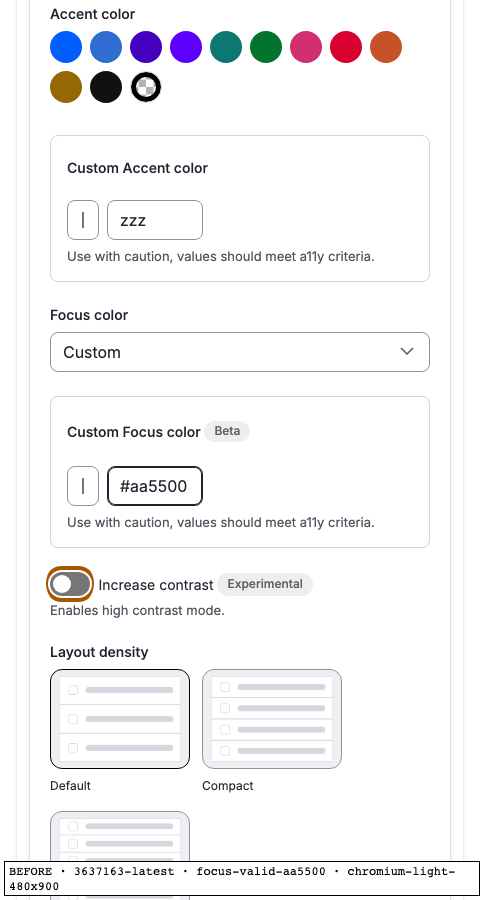 Accent color
Custom Accent color
zzz
Use with caution, values should meet a11y criteria.
Focus color
Custom
Custom Focus color Beta
#aa5500
Use with caution, values should meet a11y criteria.
Increase contrast Experimental
Enables high contrast mode.
Layout density
Default Compact
BEFORE · 3637163-latest · focus-valid-aa5500 · chromium-light-
480x900